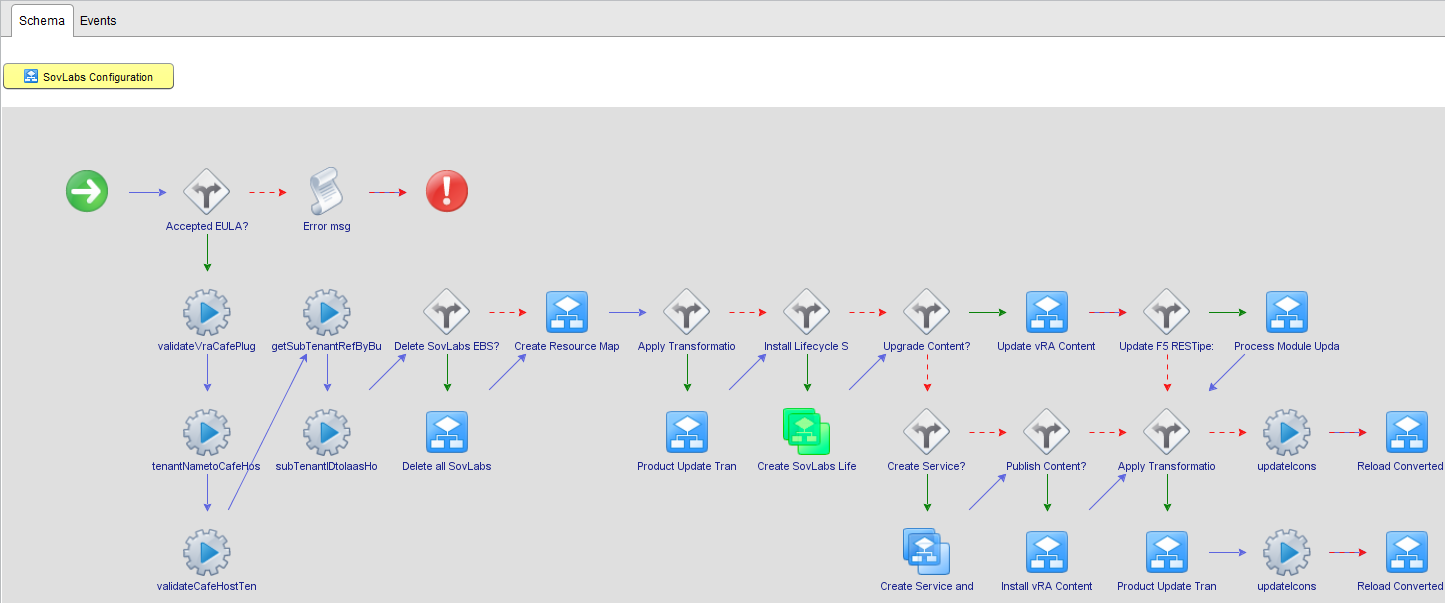 Schema Events
SovLabs Configuration
Accepted EULA? Error msg
validateVraCafePlug getSubTenantRefByBu Delete SovLabs EBS? Create Resource Map Apply Transformatio Install Lifecycle S Upgrade Content? Update vRA Content Update F5 RESTipe: Process Module Upda
tenantNametoCafeHos subTenantIDtoIaasHo Delete all SovLabs Product Update Tran Create SovLabs Life Create Service? Publish Content? Apply Transformatio updateIcons Reload Converted
validateCafeHostTen Create Service and Install vRA Content Product Update Tran updateIcons Reload Converted